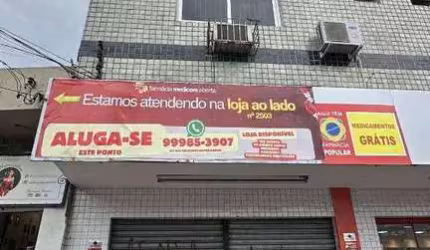 farmácia medicom aberta
Estamos atendendo na loja ao lado
nº 2503
ALUGA-SE
ESTE PONTO
99985-3907
LOJA DISPONÍVEL
AQUI TEM
FARMÁCIA
POPULAR
MEDICAMENTOS
GRÁTIS